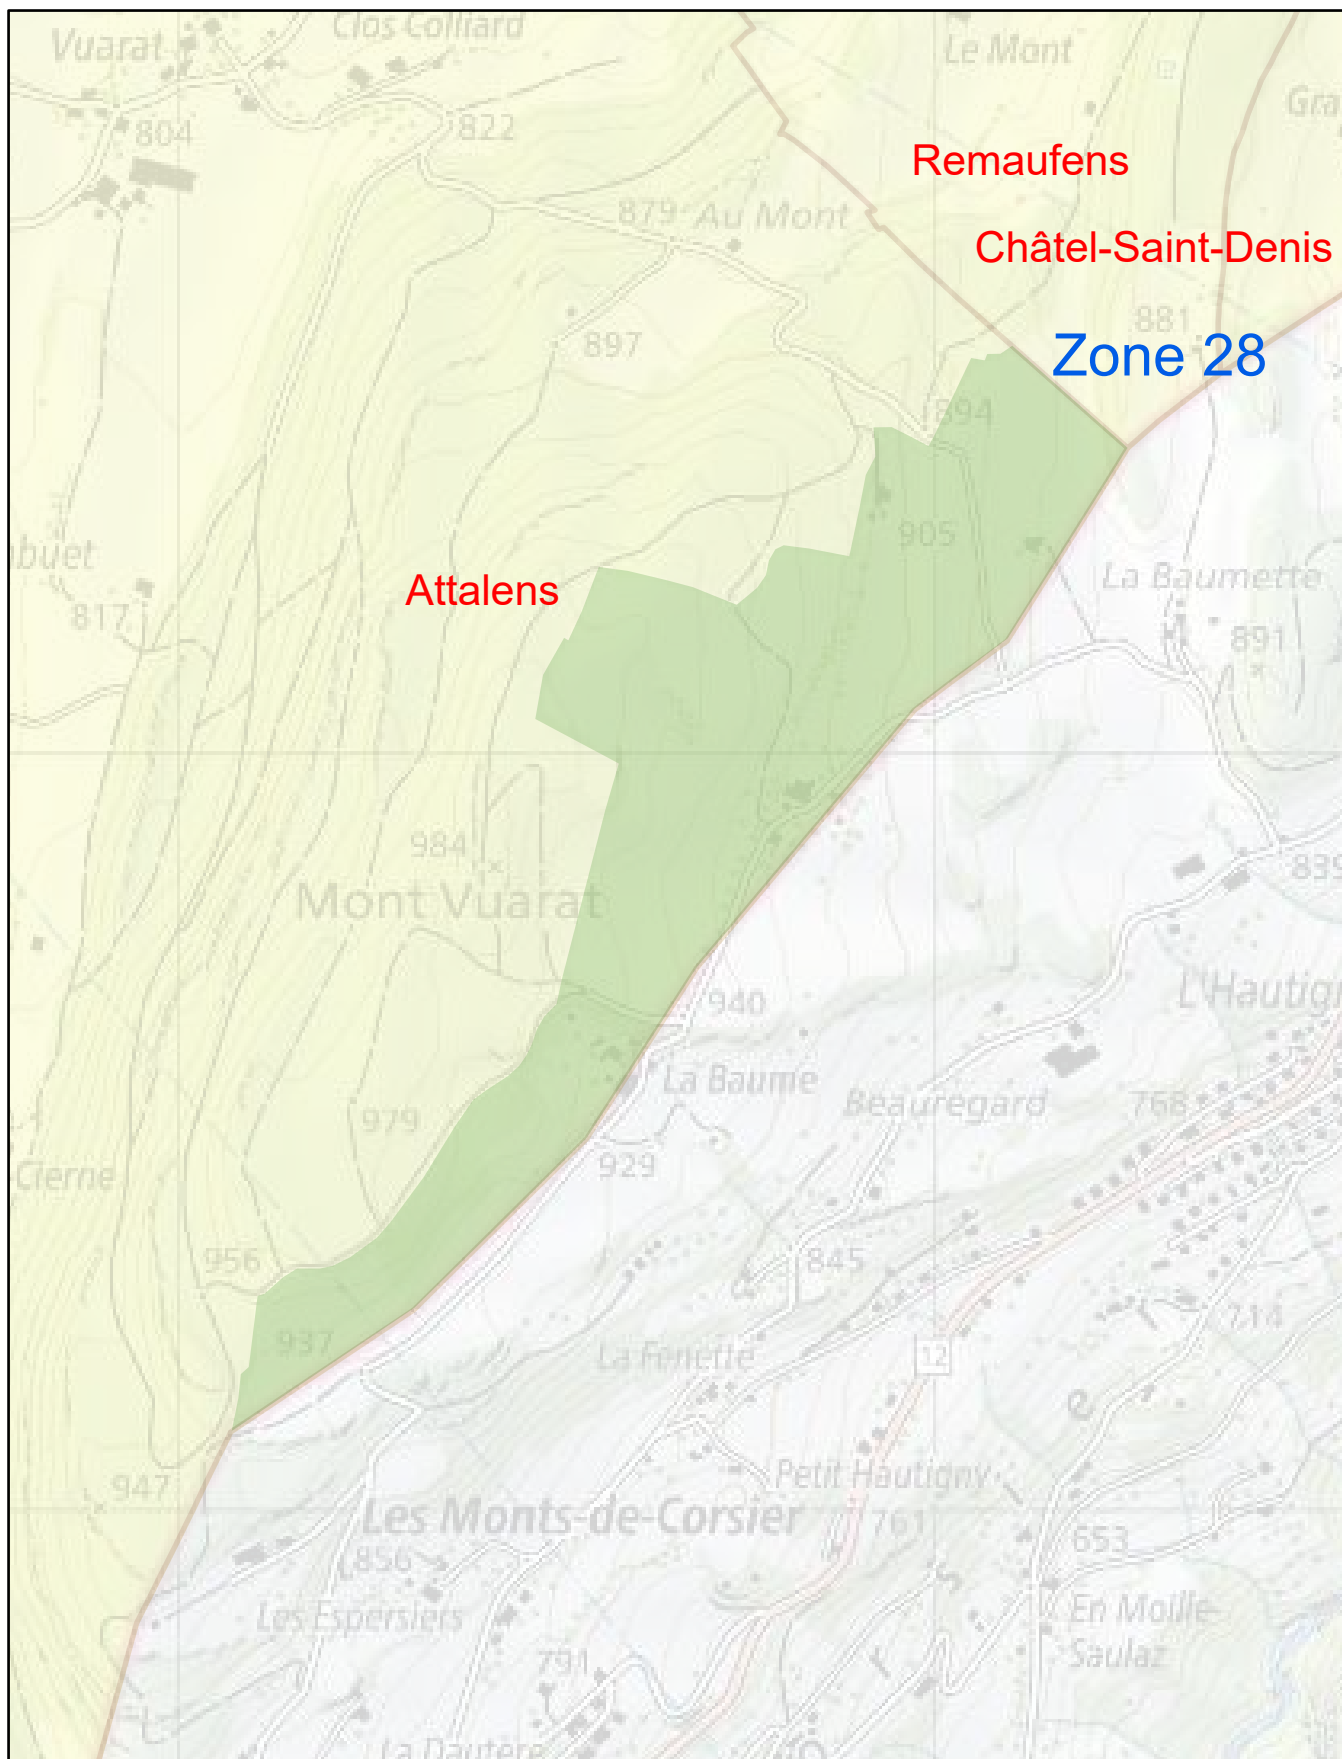 Clos Colliard
Vuarat
Le Mont
Gra
804
822
Remaufens
879
Au Mont
Châtel-Saint-Denis
881
897
Zone 28
894
905
buet
Attalens
La Baumette
817
891
984
839
Mont Vuarat
940
L'Hautig
La Baume
Beauregard
768
979
929
Cierne
956
845
937
714
La Fenette
12
947
Petit Hautigny
Les Monts-de-Corsier
761
653
856
Les Espersiers
En Moille-
Saulaz
791
La Dautère